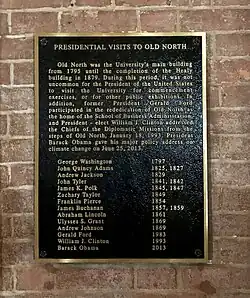 PRESIDENTIAL VISITS TO OLD NORTH
Old North was the University's main building
from 1795 until the completion of the Healy
building in 1879. During this period, it was not
uncommon for the President of the United States
to visit the University for commencement
exercises, or for other public exhibitions. In
addition, former President Gerald Ford
participated in the rededication of Old North as
the home of the School of Business Administration,
and President - elect William J. Clinton addressed
the Chiefs of the Diplomatic Missions from the
steps of Old North, January 18, 1993. President
Barack Obama gave his major policy address on
climate change on June 25, 2013.
George Washington 1797
John Quincy Adams 1825, 1827
Andrew Jackson 1829
John Tyler 1841, 1842
James K. Polk 1845, 1847
Zachary Taylor 1849
Franklin Pierce 1854
James Buchanan 1857, 1859
Abraham Lincoln 1861
Ulysses S. Grant 1869
Andrew Johnson 1869
Gerald Ford 1983
William J. Clinton 1993
Barack Obama 2013